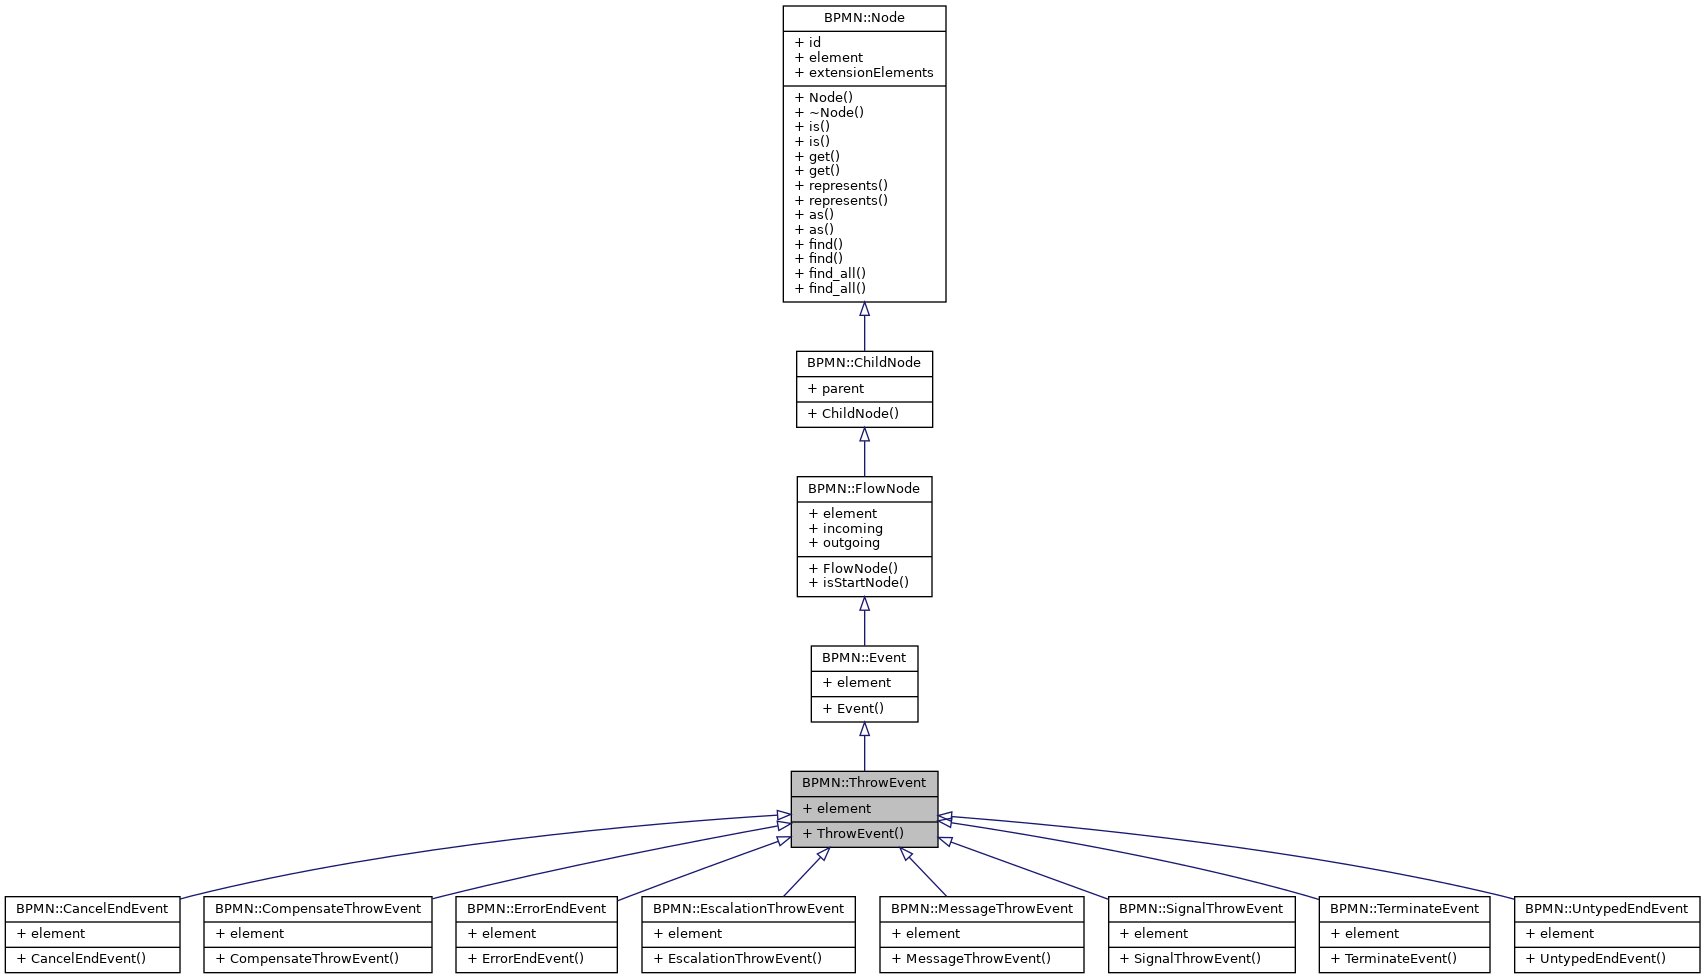 BPMN::Node
+ id
+ element
+ extensionElements
+ Node()
+ ~Node()
+ is()
+ is()
+ get()
+ get()
+ represents()
+ represents()
+ as()
+ as()
+ find()
+ find()
+ find_all()
+ find_all()
BPMN::ChildNode
+ parent
+ ChildNode()
BPMN::FlowNode
+ element
+ incoming
+ outgoing
+ FlowNode()
+ isStartNode()
BPMN::Event
+ element
+ Event()
BPMN::ThrowEvent
+ element
+ ThrowEvent()
BPMN::CancelEndEvent
+ element
+ CancelEndEvent()
BPMN::CompensateThrowEvent
+ element
+ CompensateThrowEvent()
BPMN::ErrorEndEvent
+ element
+ ErrorEndEvent()
BPMN::EscalationThrowEvent
+ element
+ EscalationThrowEvent()
BPMN::MessageThrowEvent
+ element
+ MessageThrowEvent()
BPMN::SignalThrowEvent
+ element
+ SignalThrowEvent()
BPMN::TerminateEvent
+ element
+ TerminateEvent()
BPMN::UntypedEndEvent
+ element
+ UntypedEndEvent()